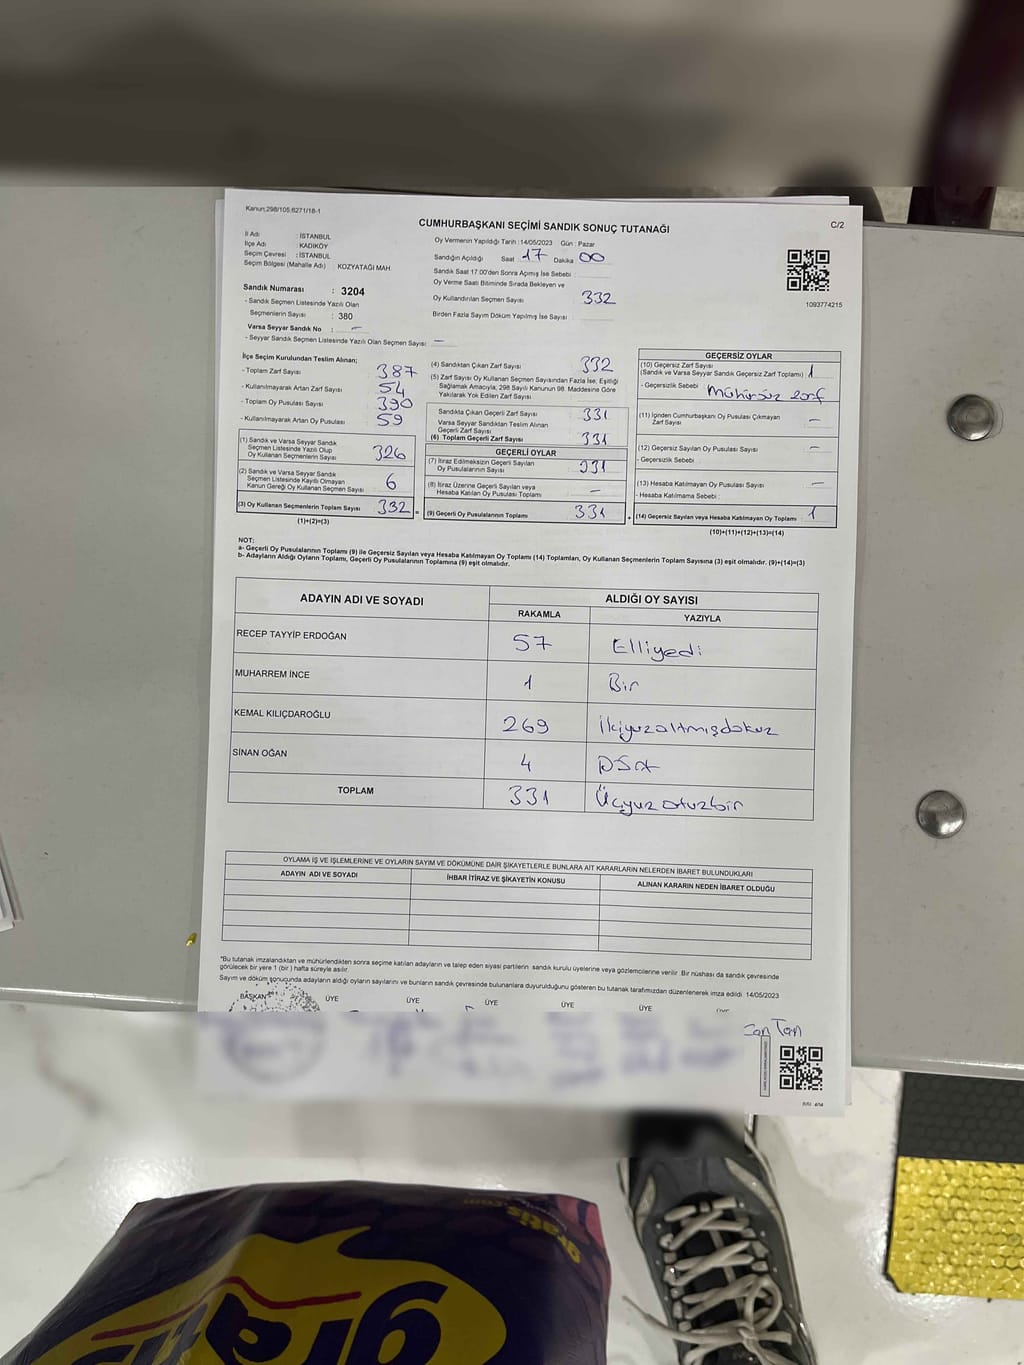 Kanun;298/105;6271/18-1
CUMHURBAŞKANI SEÇİMİ SANDIK SONUÇ TUTANAĞI
C/2
İl Adı : İSTANBUL
İlçe Adı : KADIKÖY
Seçim Çevresi : İSTANBUL
Seçim Bölgesi (Mahalle Adı) : KOZYATAĞI MAH
Sandık Numarası : 3204
- Sandık Seçmen Listesinde Yazılı Olan
Seçmenlerin Sayısı : 380
Varsa Seyyar Sandık No : -
- Seyyar Sandık Seçmen Listesinde Yazılı Olan Seçmen Sayısı : -
Oy Vermenin Yapıldığı Tarih :14/05/2023 Gün : Pazar
Sandığın Açıldığı Saat 17 Dakika 00
Sandık Saat 17.00'den Sonra Açımış İse Sebebi :
Oy Verme Saati Bitiminde Sırada Bekleyen ve
Oy Kullandırılan Seçmen Sayısı 332
Birden Fazla Sayım Döküm Yapılmış İse Sayısı :
1093774215
İlçe Seçim Kurulundan Teslim Alınan;
- Toplam Zarf Sayısı 387
- Kullanılmayarak Artan Zarf Sayısı 54
- Toplam Oy Pusulası Sayısı 390
- Kullanılmayarak Artan Oy Pusulası 59
(1) Sandık ve Varsa Seyyar Sandık
Seçmen Listesinde Yazılı Olup
Oy Kullanan Seçmenlerin Sayısı 326
(2) Sandık ve Varsa Seyyar Sandık
Seçmen Listesinde Kayıtlı Olmayan
Kanun Gereği Oy Kullanan Seçmen Sayısı 6
(3) Oy Kullanan Seçmenlerin Toplam Sayısı 332 =
(1)+(2)=(3)
(4) Sandıktan Çıkan Zarf Sayısı 332
(5) Zarf Sayısı Oy Kullanan Seçmen Sayısından Fazla İse, Eşitliği
Sağlamak Amacıyla, 298 Sayılı Kanunun 98. Maddesine Göre
Yakılarak Yok Edilen Zarf Sayısı
Sandıkta Çıkan Geçerli Zarf Sayısı 331
Varsa Seyyar Sandıktan Teslim Alınan
Geçerli Zarf Sayısı
(6) Toplam Geçerli Zarf Sayısı 331
GEÇERLİ OYLAR
(7) İtiraz Edilmeksizin Geçerli Sayılan
Oy Pusulalarının Sayısı 331
(8) İtiraz Üzerine Geçerli Sayılan veya
Hesaba Katılan Oy Pusulası Toplamı -
(9) Geçerli Oy Pusulalarının Toplamı 331 +
GEÇERSİZ OYLAR
(10) Geçersiz Zarf Sayısı
(Sandık ve Varsa Seyyar Sandık Geçersiz Zarf Toplamı) 1
- Geçersizlik Sebebi : Mühürsüz zarf
(11) İçinden Cumhurbaşkanı Oy Pusulası Çıkmayan
Zarf Sayısı -
(12) Geçersiz Sayılan Oy Pusulası Sayısı -
- Geçersizlik Sebebi :
(13) Hesaba Katılmayan Oy Pusulası Sayısı -
- Hesaba Katılmama Sebebi :
(14) Geçersiz Sayılan veya Hesaba Katılmayan Oy Toplamı 1
(10)+(11)+(12)+(13)=(14)
NOT:
a- Geçerli Oy Pusulalarının Toplamı (9) ile Geçersiz Sayılan veya Hesaba Katılmayan Oy Toplamı (14) Toplamları, Oy Kullanan Seçmenlerin Toplam Sayısına (3) eşit olmalıdır. (9)+(14)=(3)
b- Adayların Aldığı Oyların Toplamı, Geçerli Oy Pusulalarının Toplamına (9) eşit olmalıdır.
ADAYIN ADI VE SOYADI
ALDIĞI OY SAYISI
RAKAMLA YAZIYLA
RECEP TAYYİP ERDOĞAN 57 Elliyedi
MUHARREM İNCE 1 Bir
KEMAL KILIÇDAROĞLU 269 İkiyüzaltmışdokuz
SİNAN OĞAN 4 Dört
TOPLAM 331 Üçyüzotuzbir
OYLAMA İŞ VE İŞLEMLERİNE VE OYLARIN SAYIM VE DÖKÜMÜNE DAİR ŞİKAYETLERLE BUNLARA AİT KARARLARIN NELERDEN İBARET BULUNDUKLARI
ADAYIN ADI VE SOYADI İHBAR İTİRAZ VE ŞİKAYETİN KONUSU ALINAN KARARIN NEDEN İBARET OLDUĞU
*Bu tutanak imzalandıktan ve mühürlendikten sonra seçime katılan adayların ve talep eden siyasi partilerin sandık kurulu üyelerine veya gözlemcilerine verilir. Bir nüshası da sandık çevresinde
görülecek bir yere 1 (bir ) hafta süreyle asılır.
Sayım ve döküm sonucunda adayların aldığı oyların sayılarını ve bunların sandık çevresinde bulunanlara duyurulduğunu gösteren bu tutanak tarafımızdan düzenlenerek imza edildi. 14/05/2023
BAŞKAN ÜYE ÜYE ÜYE ÜYE ÜYE ÜYE
Can Tan
gratis.com
gratis